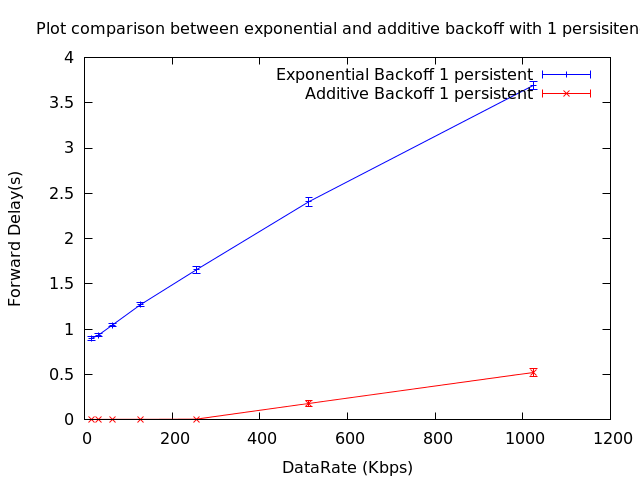 Plot comparison between exponential and additive backoff with 1 persisiten
Exponential Backoff 1 persistent
Additive Backoff 1 persistent
4
3.5
3
2.5
2
1.5
1
0.5
0
Forward Delay(s)
0 200 400 600 800 1000 1200
DataRate (Kbps)